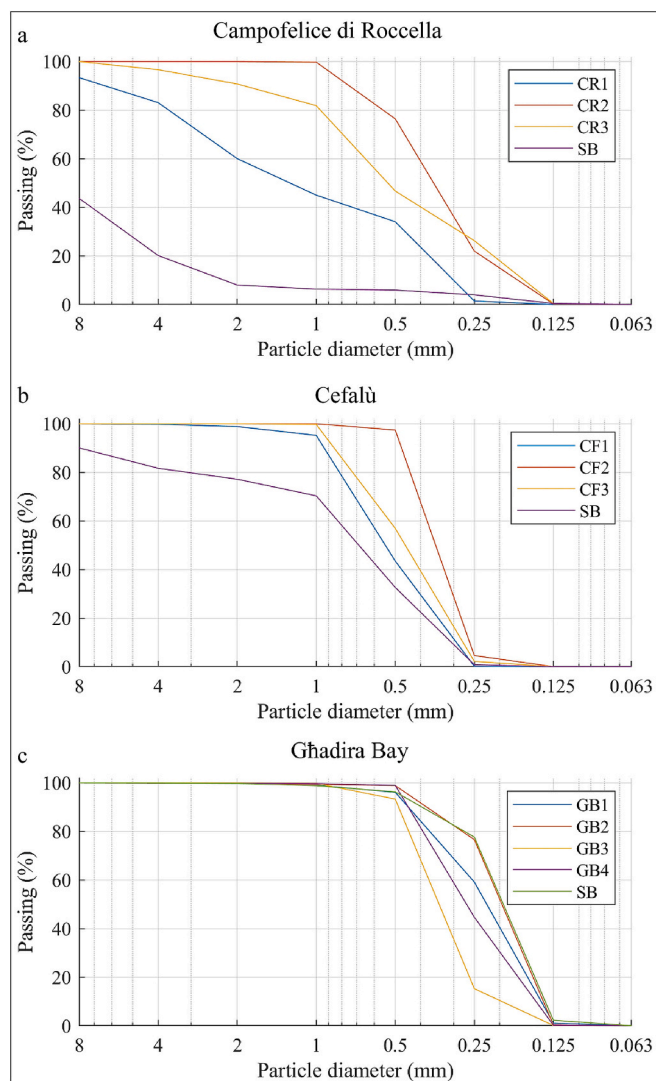 a
Campofelice di Roccella
100
80
60
40
20
0
Passing (%)
CR1
CR2
CR3
SB
8 4 2 1 0.5 0.25 0.125 0.063
Particle diameter (mm)
b
Cefalù
100
80
60
40
20
0
Passing (%)
CF1
CF2
CF3
SB
8 4 2 1 0.5 0.25 0.125 0.063
Particle diameter (mm)
c
Għadira Bay
100
80
60
40
20
0
Passing (%)
GB1
GB2
GB3
GB4
SB
8 4 2 1 0.5 0.25 0.125 0.063
Particle diameter (mm)